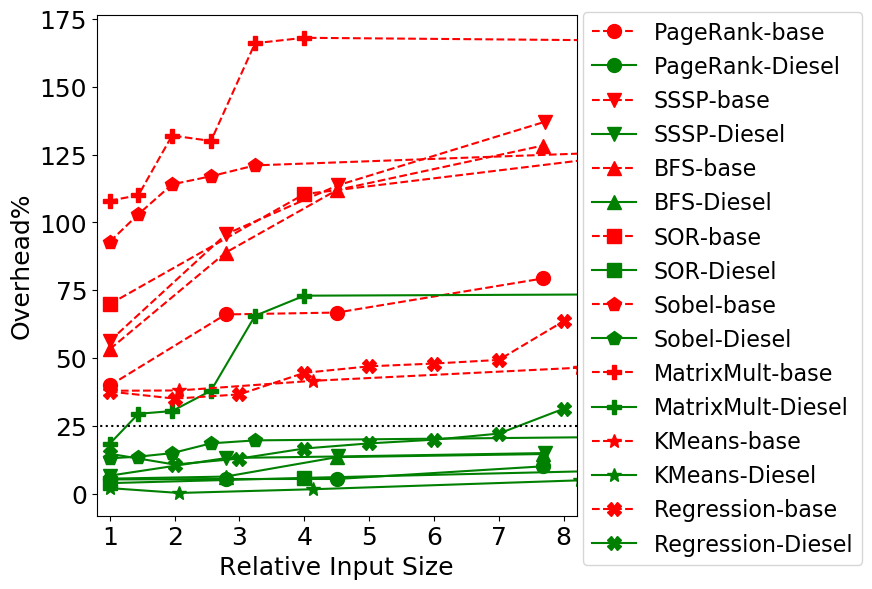 Overhead%
175
150
125
100
75
50
25
0
1 2 3 4 5 6 7 8
Relative Input Size
PageRank-base
PageRank-Diesel
SSSP-base
SSSP-Diesel
BFS-base
BFS-Diesel
SOR-base
SOR-Diesel
Sobel-base
Sobel-Diesel
MatrixMult-base
MatrixMult-Diesel
KMeans-base
KMeans-Diesel
Regression-base
Regression-Diesel